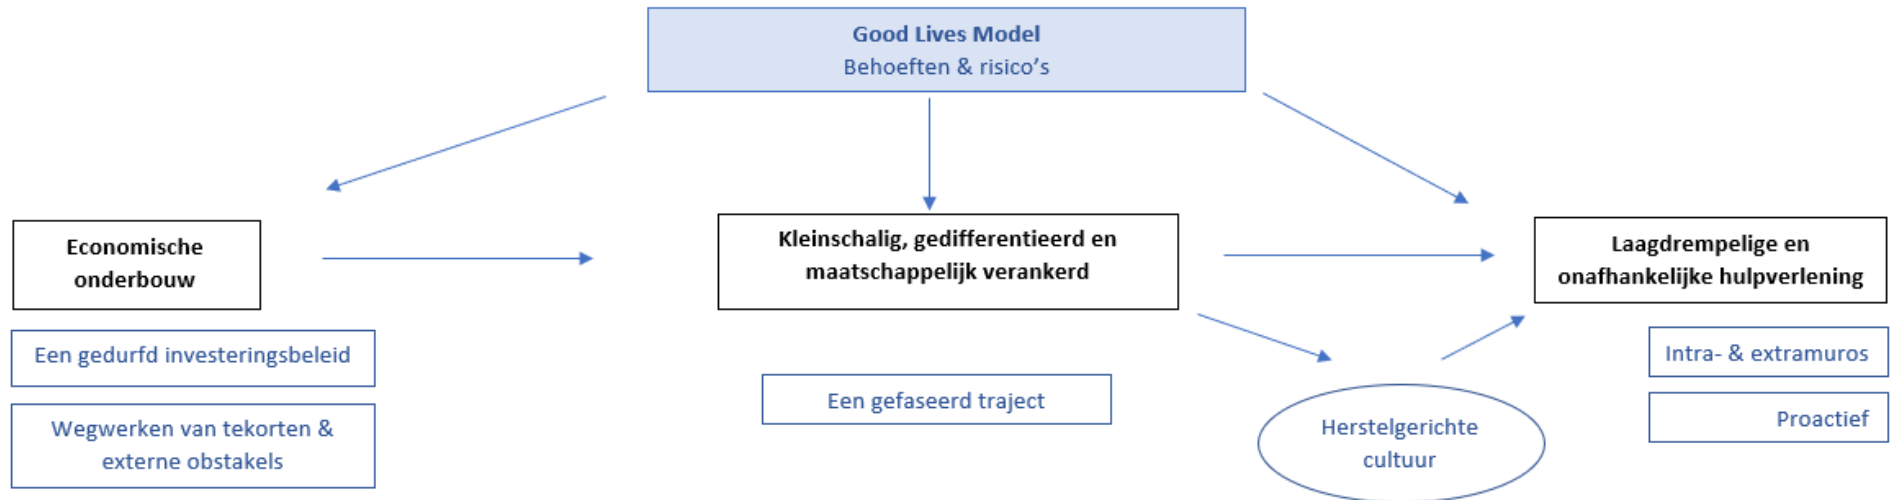 Good Lives Model
Behoeften & risico’s
Economische
onderbouw
Kleinschalig, gedifferentieerd en
maatschappelijk verankerd
Laagdrempelige en
onafhankelijke hulpverlening
Een gedurfd investeringsbeleid
Wegwerken van tekorten &
externe obstakels
Een gefaseerd traject
Herstelgerichte
cultuur
Intra- & extramuros
Proactief